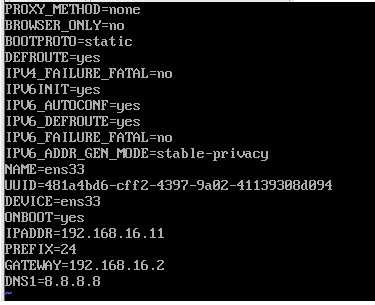 PROXY_METHOD=none
BROWSER_ONLY=no
BOOTPROTO=static
DEFROUTE=yes
IPV4_FAILURE_FATAL=no
IPV6INIT=yes
IPV6_AUTOCONF=yes
IPV6_DEFROUTE=yes
IPV6_FAILURE_FATAL=no
IPV6_ADDR_GEN_MODE=stable-privacy
NAME=ens33
UUID=481a4bd6-cff2-4397-9a02-41139308d094
DEVICE=ens33
ONBOOT=yes
IPADDR=192.168.16.11
PREFIX=24
GATEWAY=192.168.16.2
DNS1=8.8.8.8
~